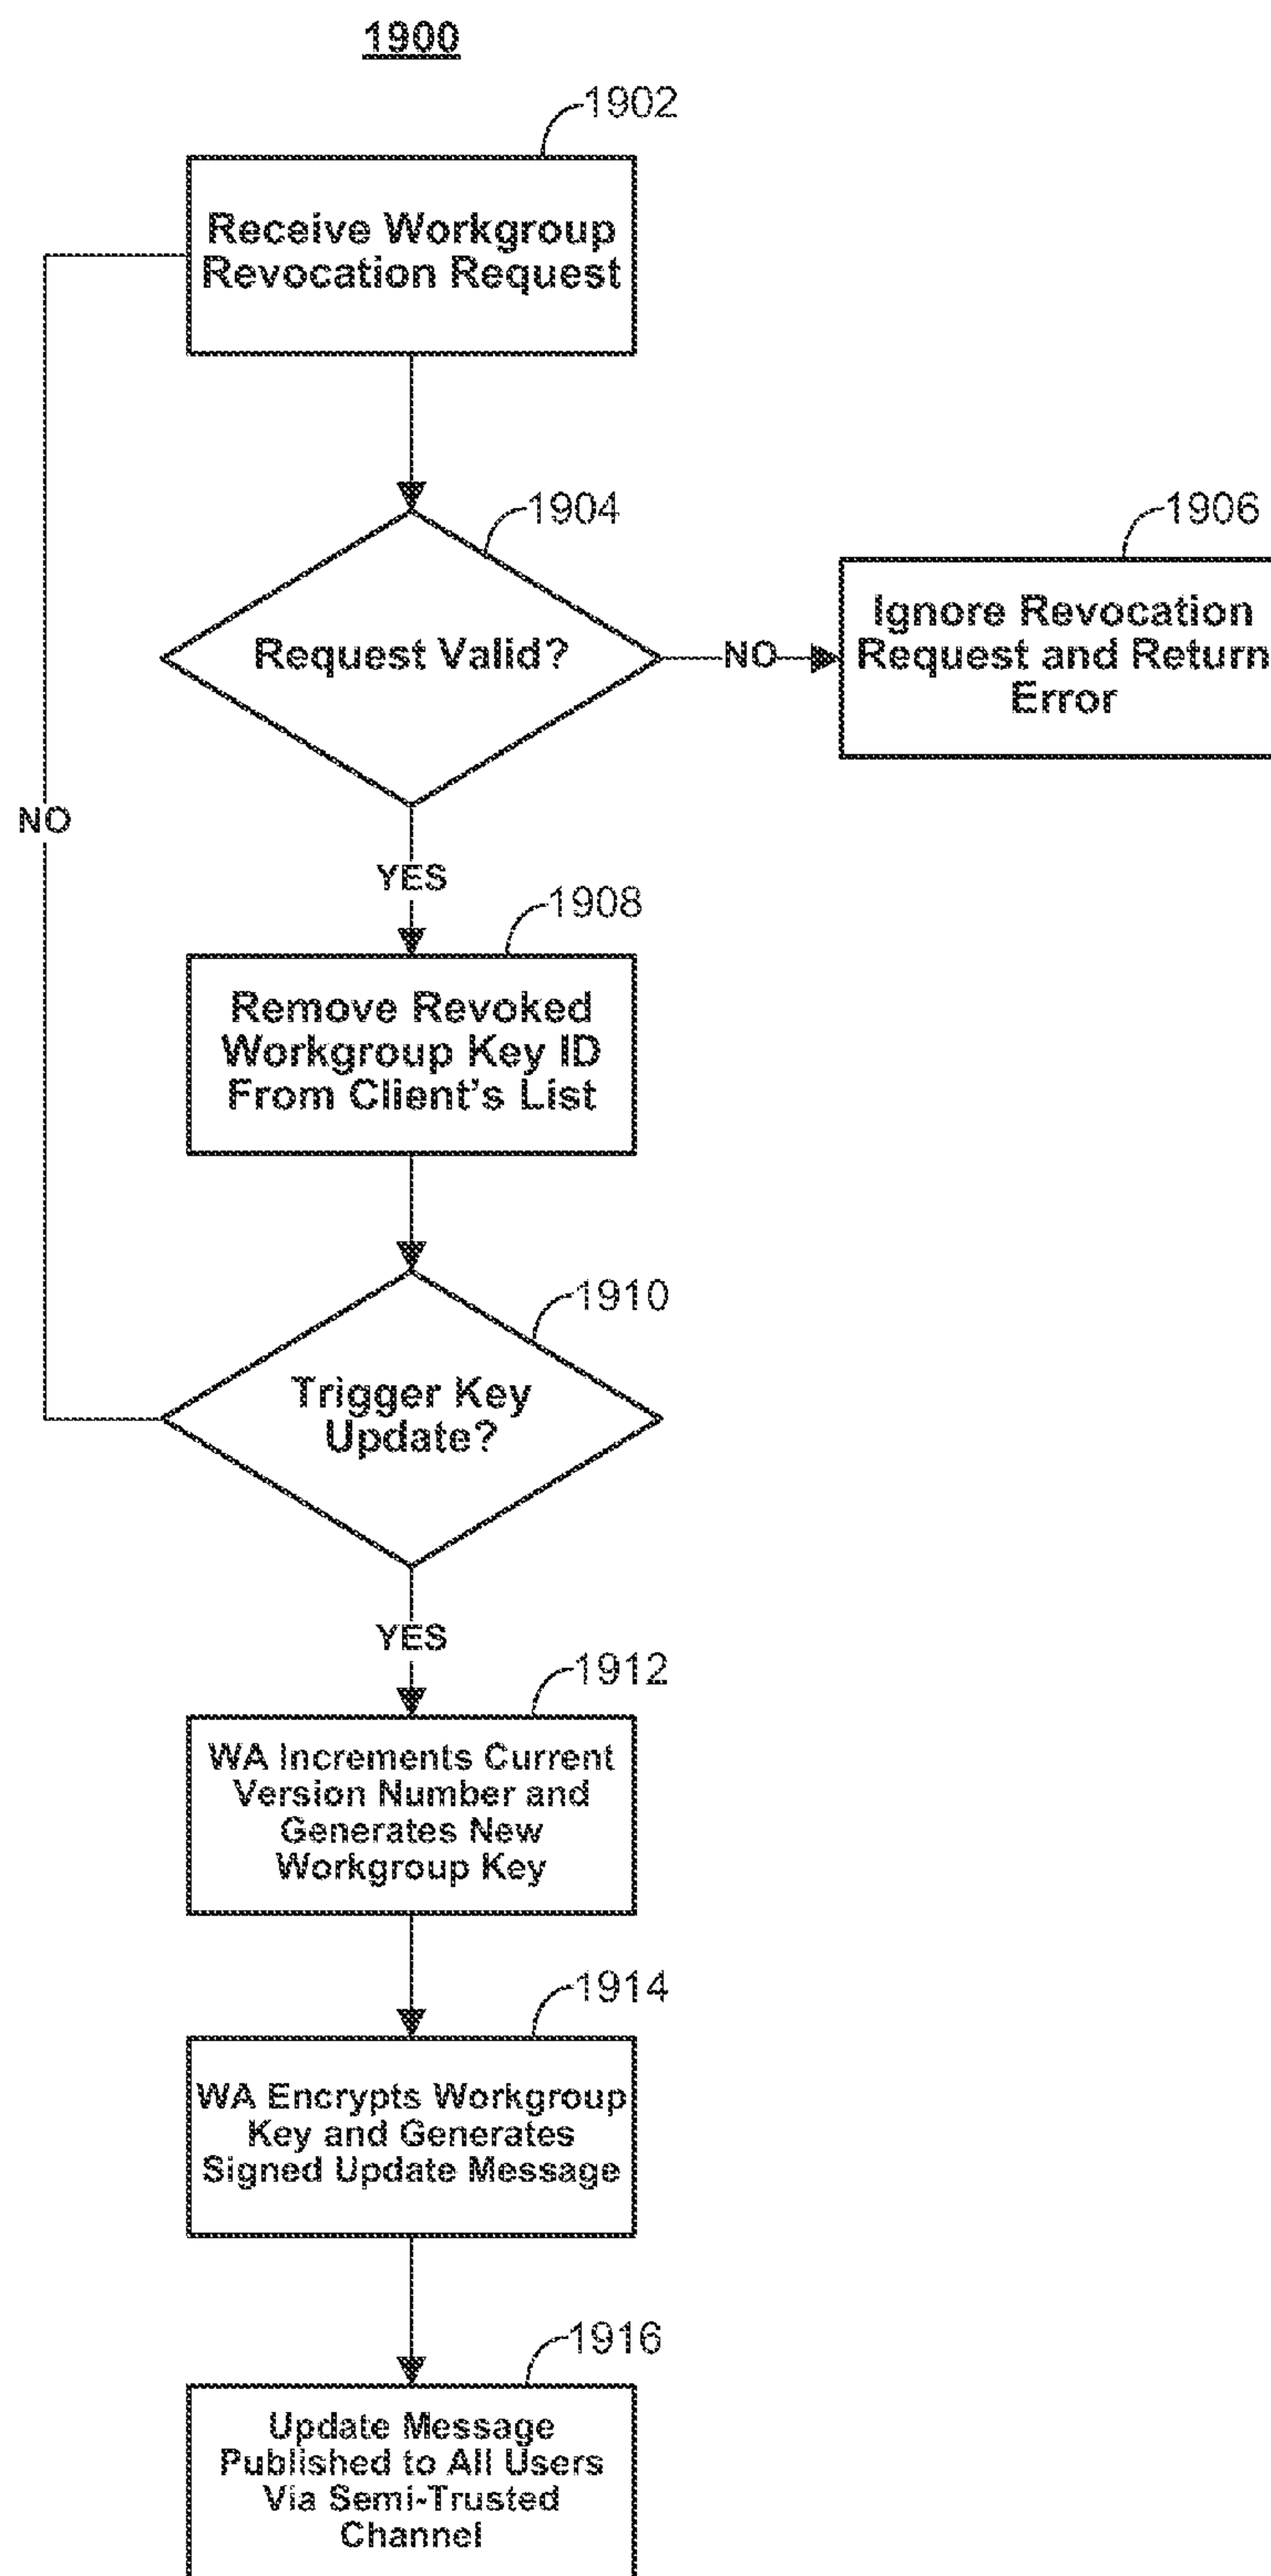 1900
1902
Receive Workgroup
Revocation Request
1904
Request Valid?
NO
1906
Ignore Revocation
Request and Return
Error
NO
YES
1908
Remove Revoked
Workgroup Key ID
From Client's List
1910
Trigger Key
Update?
YES
1912
WA Increments Current
Version Number and
Generates New
Workgroup Key
1914
WA Encrypts Workgroup
Key and Generates
Signed Update Message
1916
Update Message
Published to All Users
Via Semi-Trusted
Channel